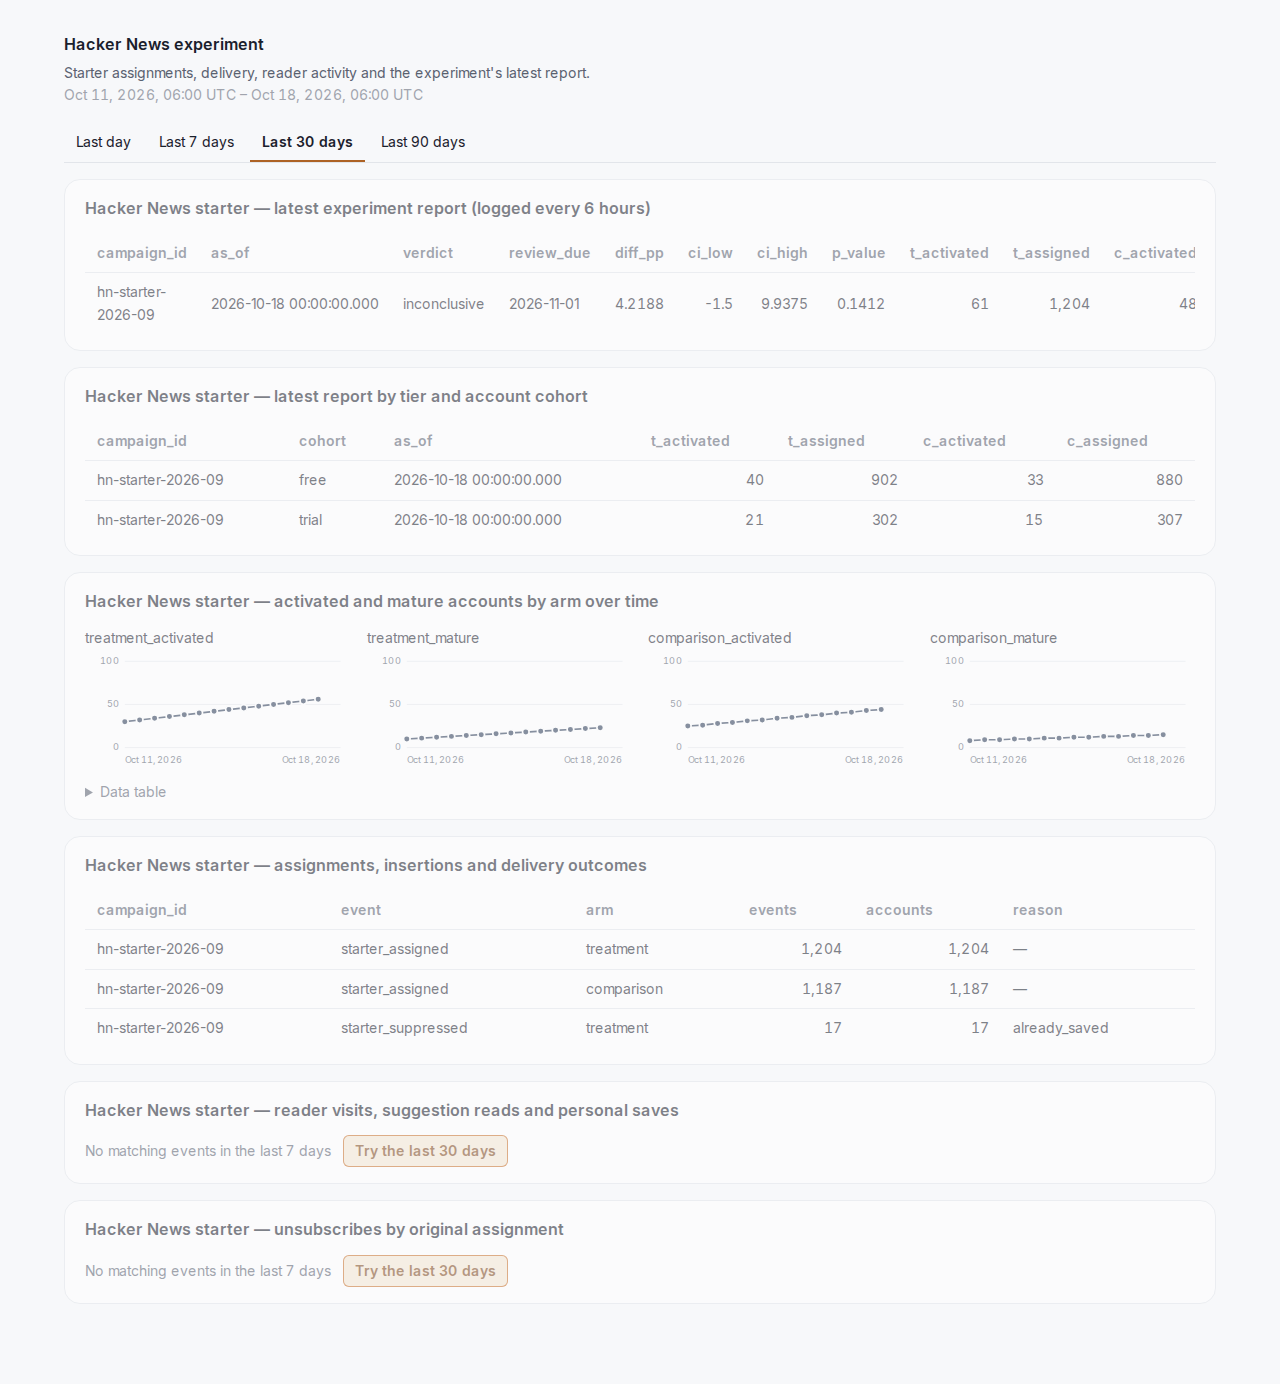 Hacker News experiment
Starter assignments, delivery, reader activity and the experiment's latest report.
Oct 11, 2026, 06:00 UTC – Oct 18, 2026, 06:00 UTC
Last day Last 7 days Last 30 days Last 90 days
Hacker News starter — latest experiment report (logged every 6 hours)
campaign_id as_of verdict review_due diff_pp ci_low ci_high p_value t_activated t_assigned c_activated
hn-starter-
2026-09 2026-10-18 00:00:00.000 inconclusive 2026-11-01 4.2188 -1.5 9.9375 0.1412 61 1,204 48
Hacker News starter — latest report by tier and account cohort
campaign_id cohort as_of t_activated t_assigned c_activated c_assigned
hn-starter-2026-09 free 2026-10-18 00:00:00.000 40 902 33 880
hn-starter-2026-09 trial 2026-10-18 00:00:00.000 21 302 15 307
Hacker News starter — activated and mature accounts by arm over time
treatment_activated treatment_mature comparison_activated comparison_mature
100 100 100 100
50 50 50 50
0 0 0 0
Oct 11, 2026 Oct 18, 2026 Oct 11, 2026 Oct 18, 2026 Oct 11, 2026 Oct 18, 2026 Oct 11, 2026 Oct 18, 2026
Data table
Hacker News starter — assignments, insertions and delivery outcomes
campaign_id event arm events accounts reason
hn-starter-2026-09 starter_assigned treatment 1,204 1,204 —
hn-starter-2026-09 starter_assigned comparison 1,187 1,187 —
hn-starter-2026-09 starter_suppressed treatment 17 17 already_saved
Hacker News starter — reader visits, suggestion reads and personal saves
No matching events in the last 7 days Try the last 30 days
Hacker News starter — unsubscribes by original assignment
No matching events in the last 7 days Try the last 30 days